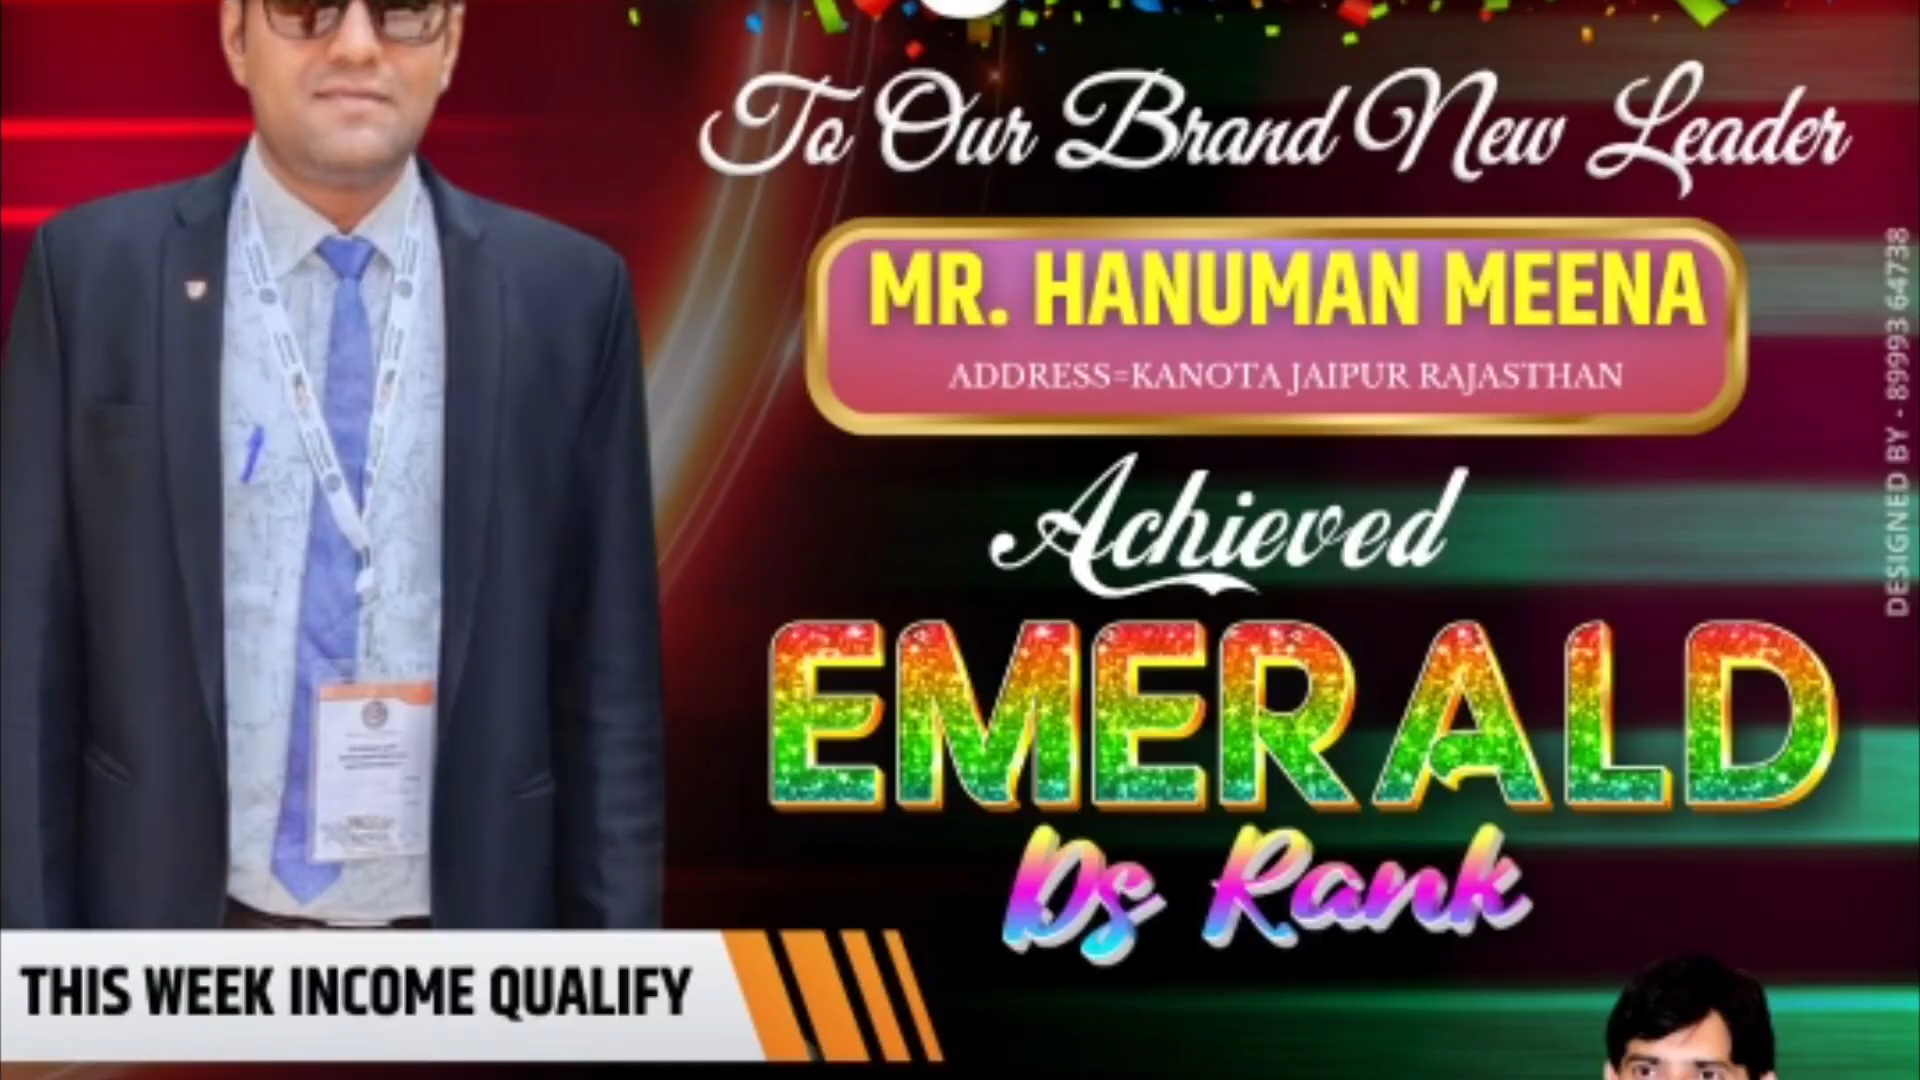 To Our Brand New Leader
MR. HANUMAN MEENA
ADDRESS=KANOTA JAIPUR RAJASTHAN
Achieved
EMERALD
Ds Rank
THIS WEEK INCOME QUALIFY
DESIGNED BY - 89993 64738